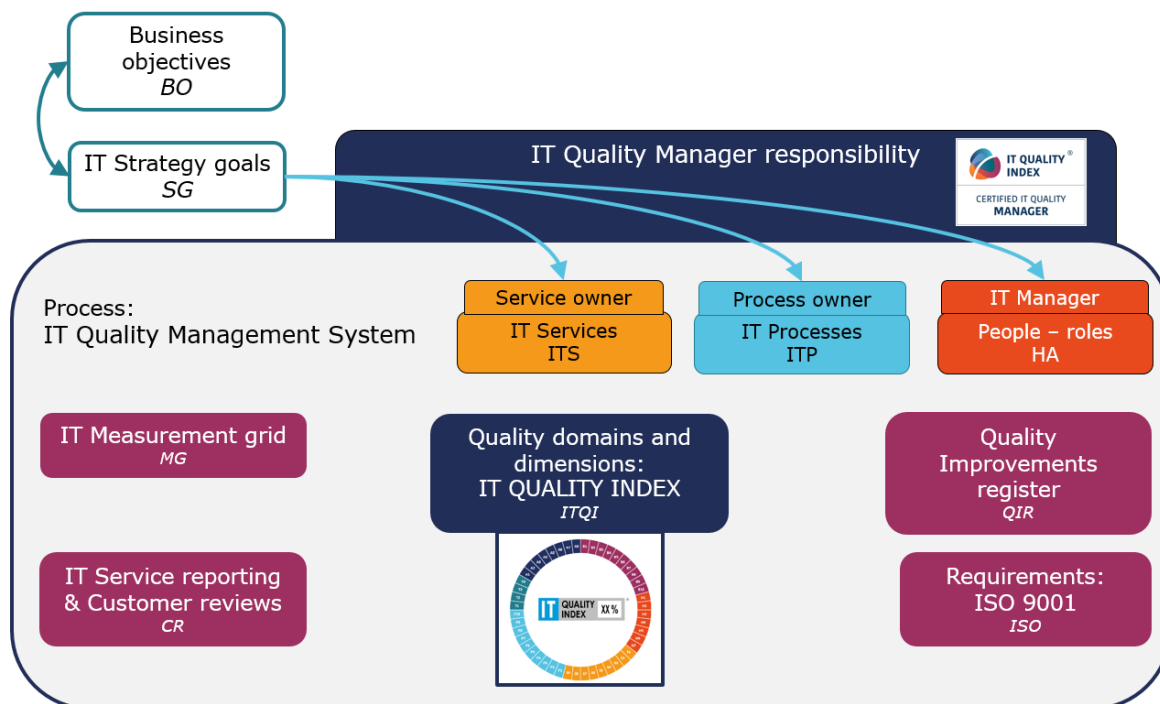 Business
objectives
BO
IT Strategy goals
SG
IT Quality Manager responsibility
IT QUALITY ®
INDEX
CERTIFIED IT QUALITY
MANAGER
Process:
IT Quality Management System
Service owner
IT Services
ITS
Process owner
IT Processes
ITP
IT Manager
People – roles
HA
IT Measurement grid
MG
Quality domains and
dimensions:
IT QUALITY INDEX
ITQI
Quality
Improvements
register
QIR
IT Service reporting
& Customer reviews
CR
IT QUALITY
INDEX
XX %
Requirements:
ISO 9001
ISO